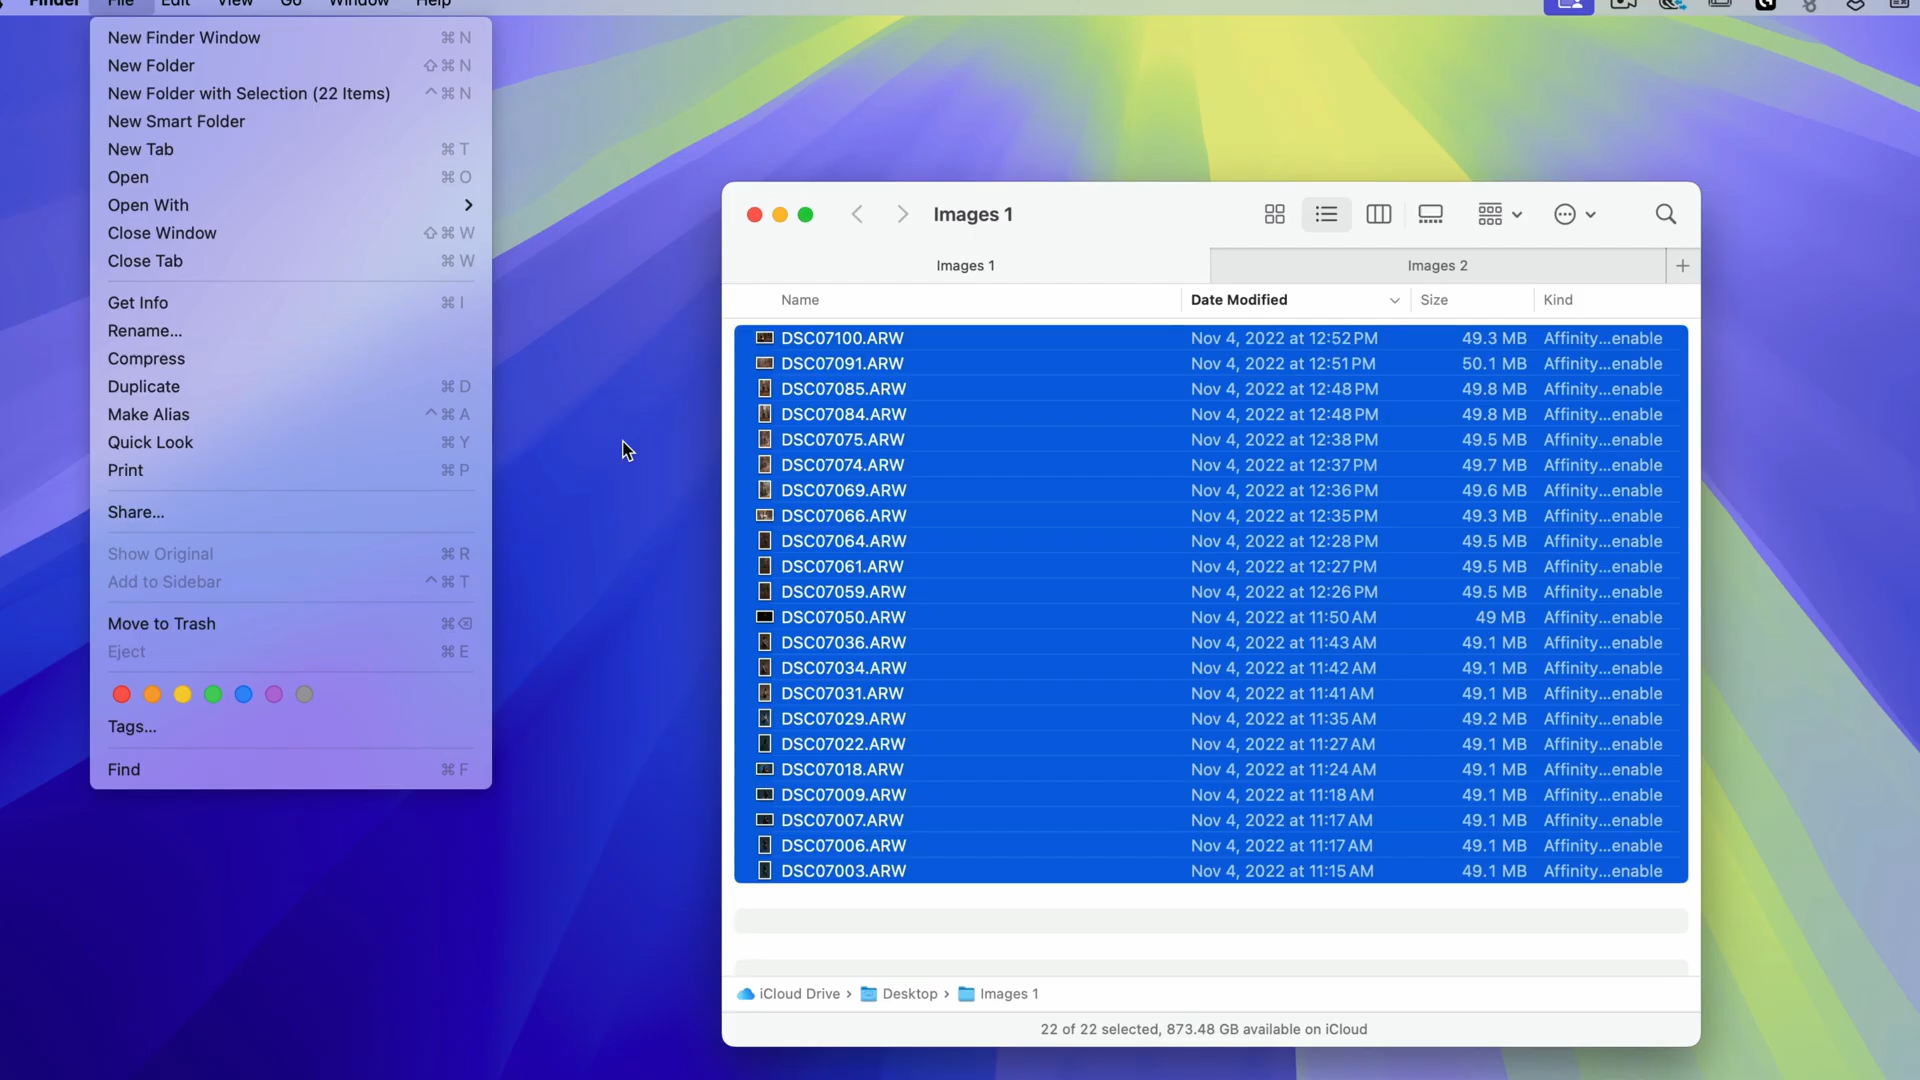 Finder File Edit View Go Window Help
New Finder Window ⌘ N
New Folder ⇧ ⌘ N
New Folder with Selection (22 Items) ^ ⌘ N
New Smart Folder
New Tab ⌘ T
Open ⌘ O
Open With
Close Window ⇧ ⌘ W
Close Tab ⌘ W
Get Info ⌘ I
Rename...
Compress
Duplicate ⌘ D
Make Alias ^ ⌘ A
Quick Look ⌘ Y
Print ⌘ P
Share...
Show Original ⌘ R
Add to Sidebar ^ ⌘ T
Move to Trash ⌘ ⌫
Eject ⌘ E
Tags...
Find ⌘ F
Images 1
Images 1 Images 2
Name Date Modified Size Kind
DSC07100.ARW Nov 4, 2022 at 12:52 PM 49.3 MB Affinity...enable
DSC07091.ARW Nov 4, 2022 at 12:51 PM 50.1 MB Affinity...enable
DSC07085.ARW Nov 4, 2022 at 12:48 PM 49.8 MB Affinity...enable
DSC07084.ARW Nov 4, 2022 at 12:48 PM 49.8 MB Affinity...enable
DSC07075.ARW Nov 4, 2022 at 12:38 PM 49.5 MB Affinity...enable
DSC07074.ARW Nov 4, 2022 at 12:37 PM 49.7 MB Affinity...enable
DSC07069.ARW Nov 4, 2022 at 12:36 PM 49.6 MB Affinity...enable
DSC07066.ARW Nov 4, 2022 at 12:35 PM 49.3 MB Affinity...enable
DSC07064.ARW Nov 4, 2022 at 12:28 PM 49.5 MB Affinity...enable
DSC07061.ARW Nov 4, 2022 at 12:27 PM 49.5 MB Affinity...enable
DSC07059.ARW Nov 4, 2022 at 12:26 PM 49.5 MB Affinity...enable
DSC07050.ARW Nov 4, 2022 at 11:50 AM 49 MB Affinity...enable
DSC07036.ARW Nov 4, 2022 at 11:43 AM 49.1 MB Affinity...enable
DSC07034.ARW Nov 4, 2022 at 11:42 AM 49.1 MB Affinity...enable
DSC07031.ARW Nov 4, 2022 at 11:41 AM 49.1 MB Affinity...enable
DSC07029.ARW Nov 4, 2022 at 11:35 AM 49.2 MB Affinity...enable
DSC07022.ARW Nov 4, 2022 at 11:27 AM 49.1 MB Affinity...enable
DSC07018.ARW Nov 4, 2022 at 11:24 AM 49.1 MB Affinity...enable
DSC07009.ARW Nov 4, 2022 at 11:18 AM 49.1 MB Affinity...enable
DSC07007.ARW Nov 4, 2022 at 11:17 AM 49.1 MB Affinity...enable
DSC07006.ARW Nov 4, 2022 at 11:17 AM 49.1 MB Affinity...enable
DSC07003.ARW Nov 4, 2022 at 11:15 AM 49.1 MB Affinity...enable
iCloud Drive › Desktop › Images 1
22 of 22 selected, 873.48 GB available on iCloud